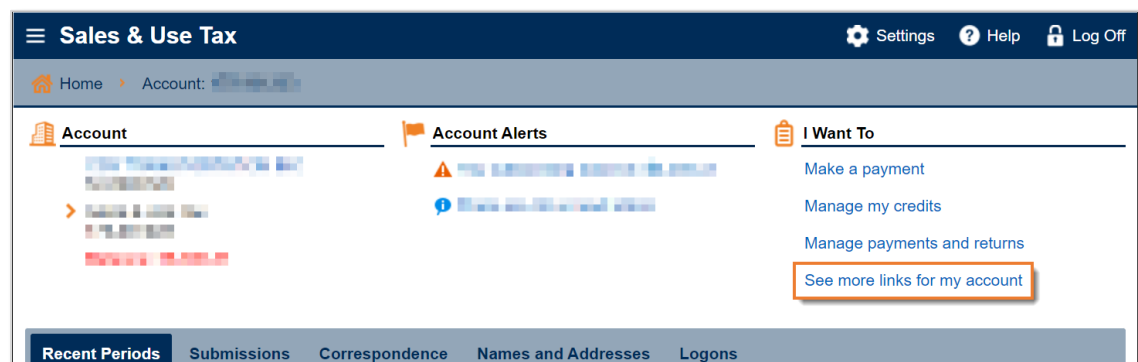 Sales & Use Tax
Settings
Help
Log Off
Home
Account:
Account
Account Alerts
I Want To
Make a payment
Manage my credits
Manage payments and returns
See more links for my account
Recent Periods
Submissions
Correspondence
Names and Addresses
Logons